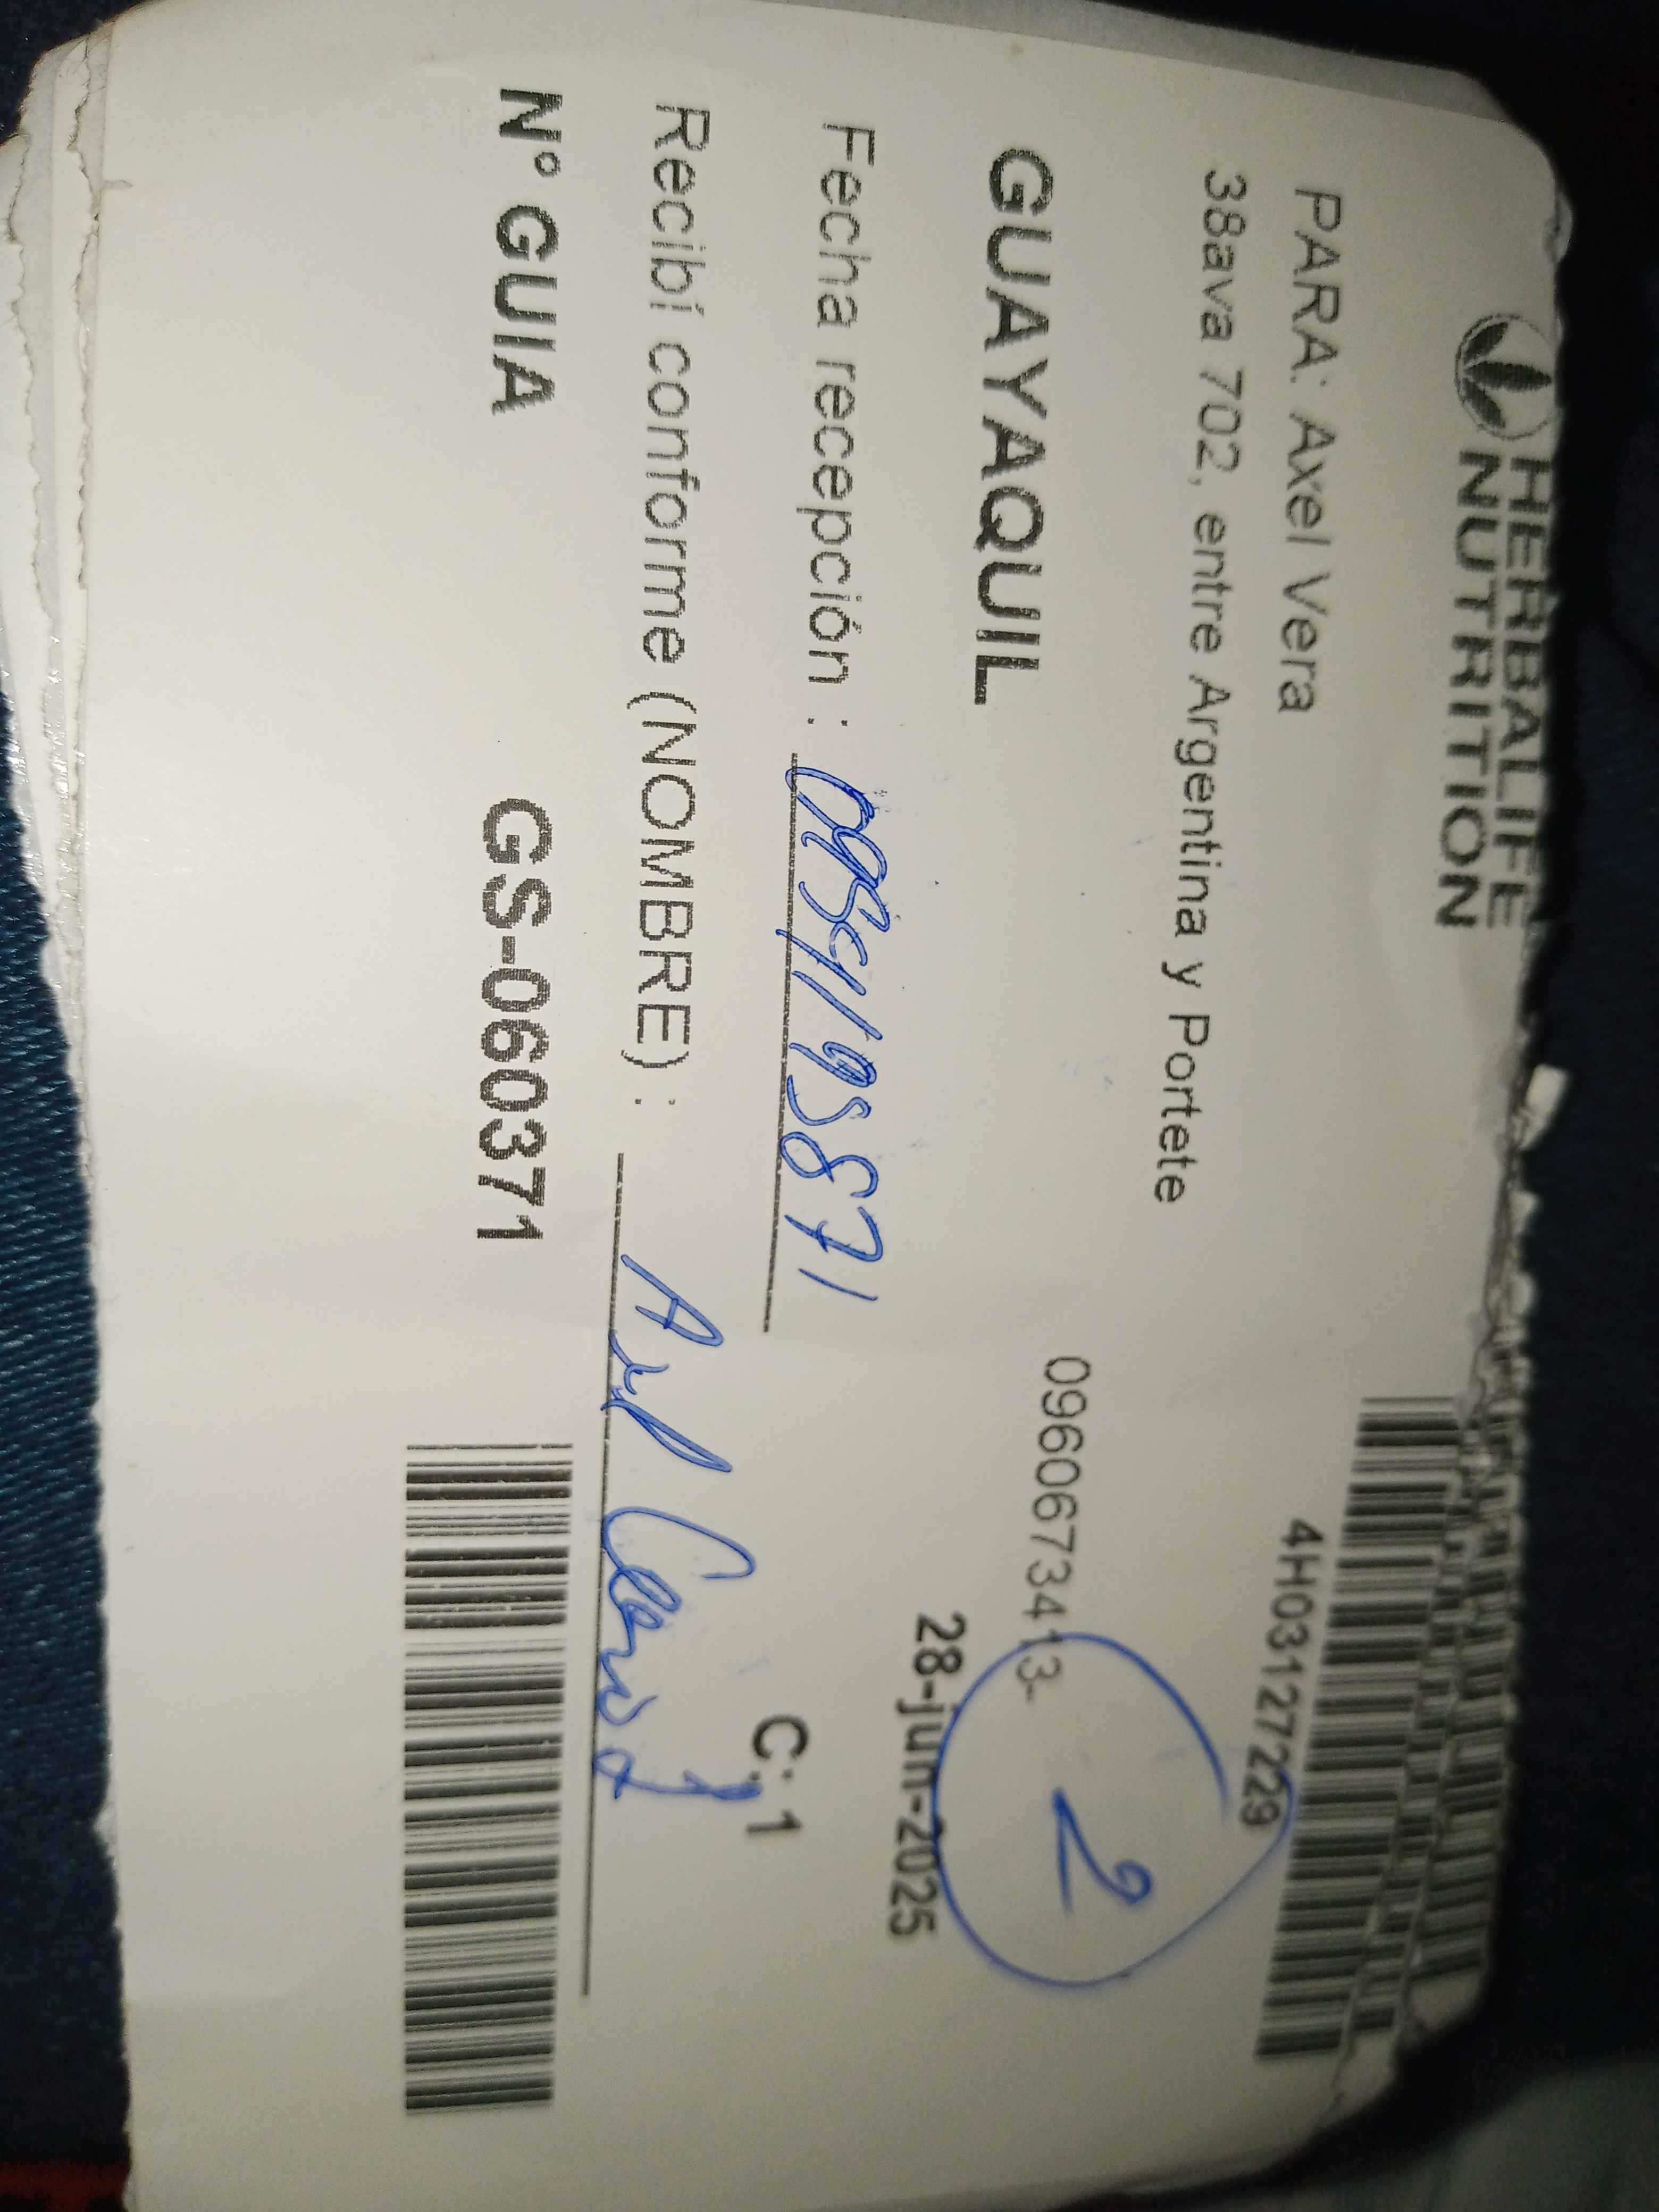 HERBALIFE
NUTRITION
4H03127229
PARA: Axel Vera
38ava 702, entre Argentina y Portete
0960673413-
2
GUAYAQUIL
28-jun-2025
Fecha recepción :
C: 1
Recibí conforme (NOMBRE) :
N° GUIA GS-060371